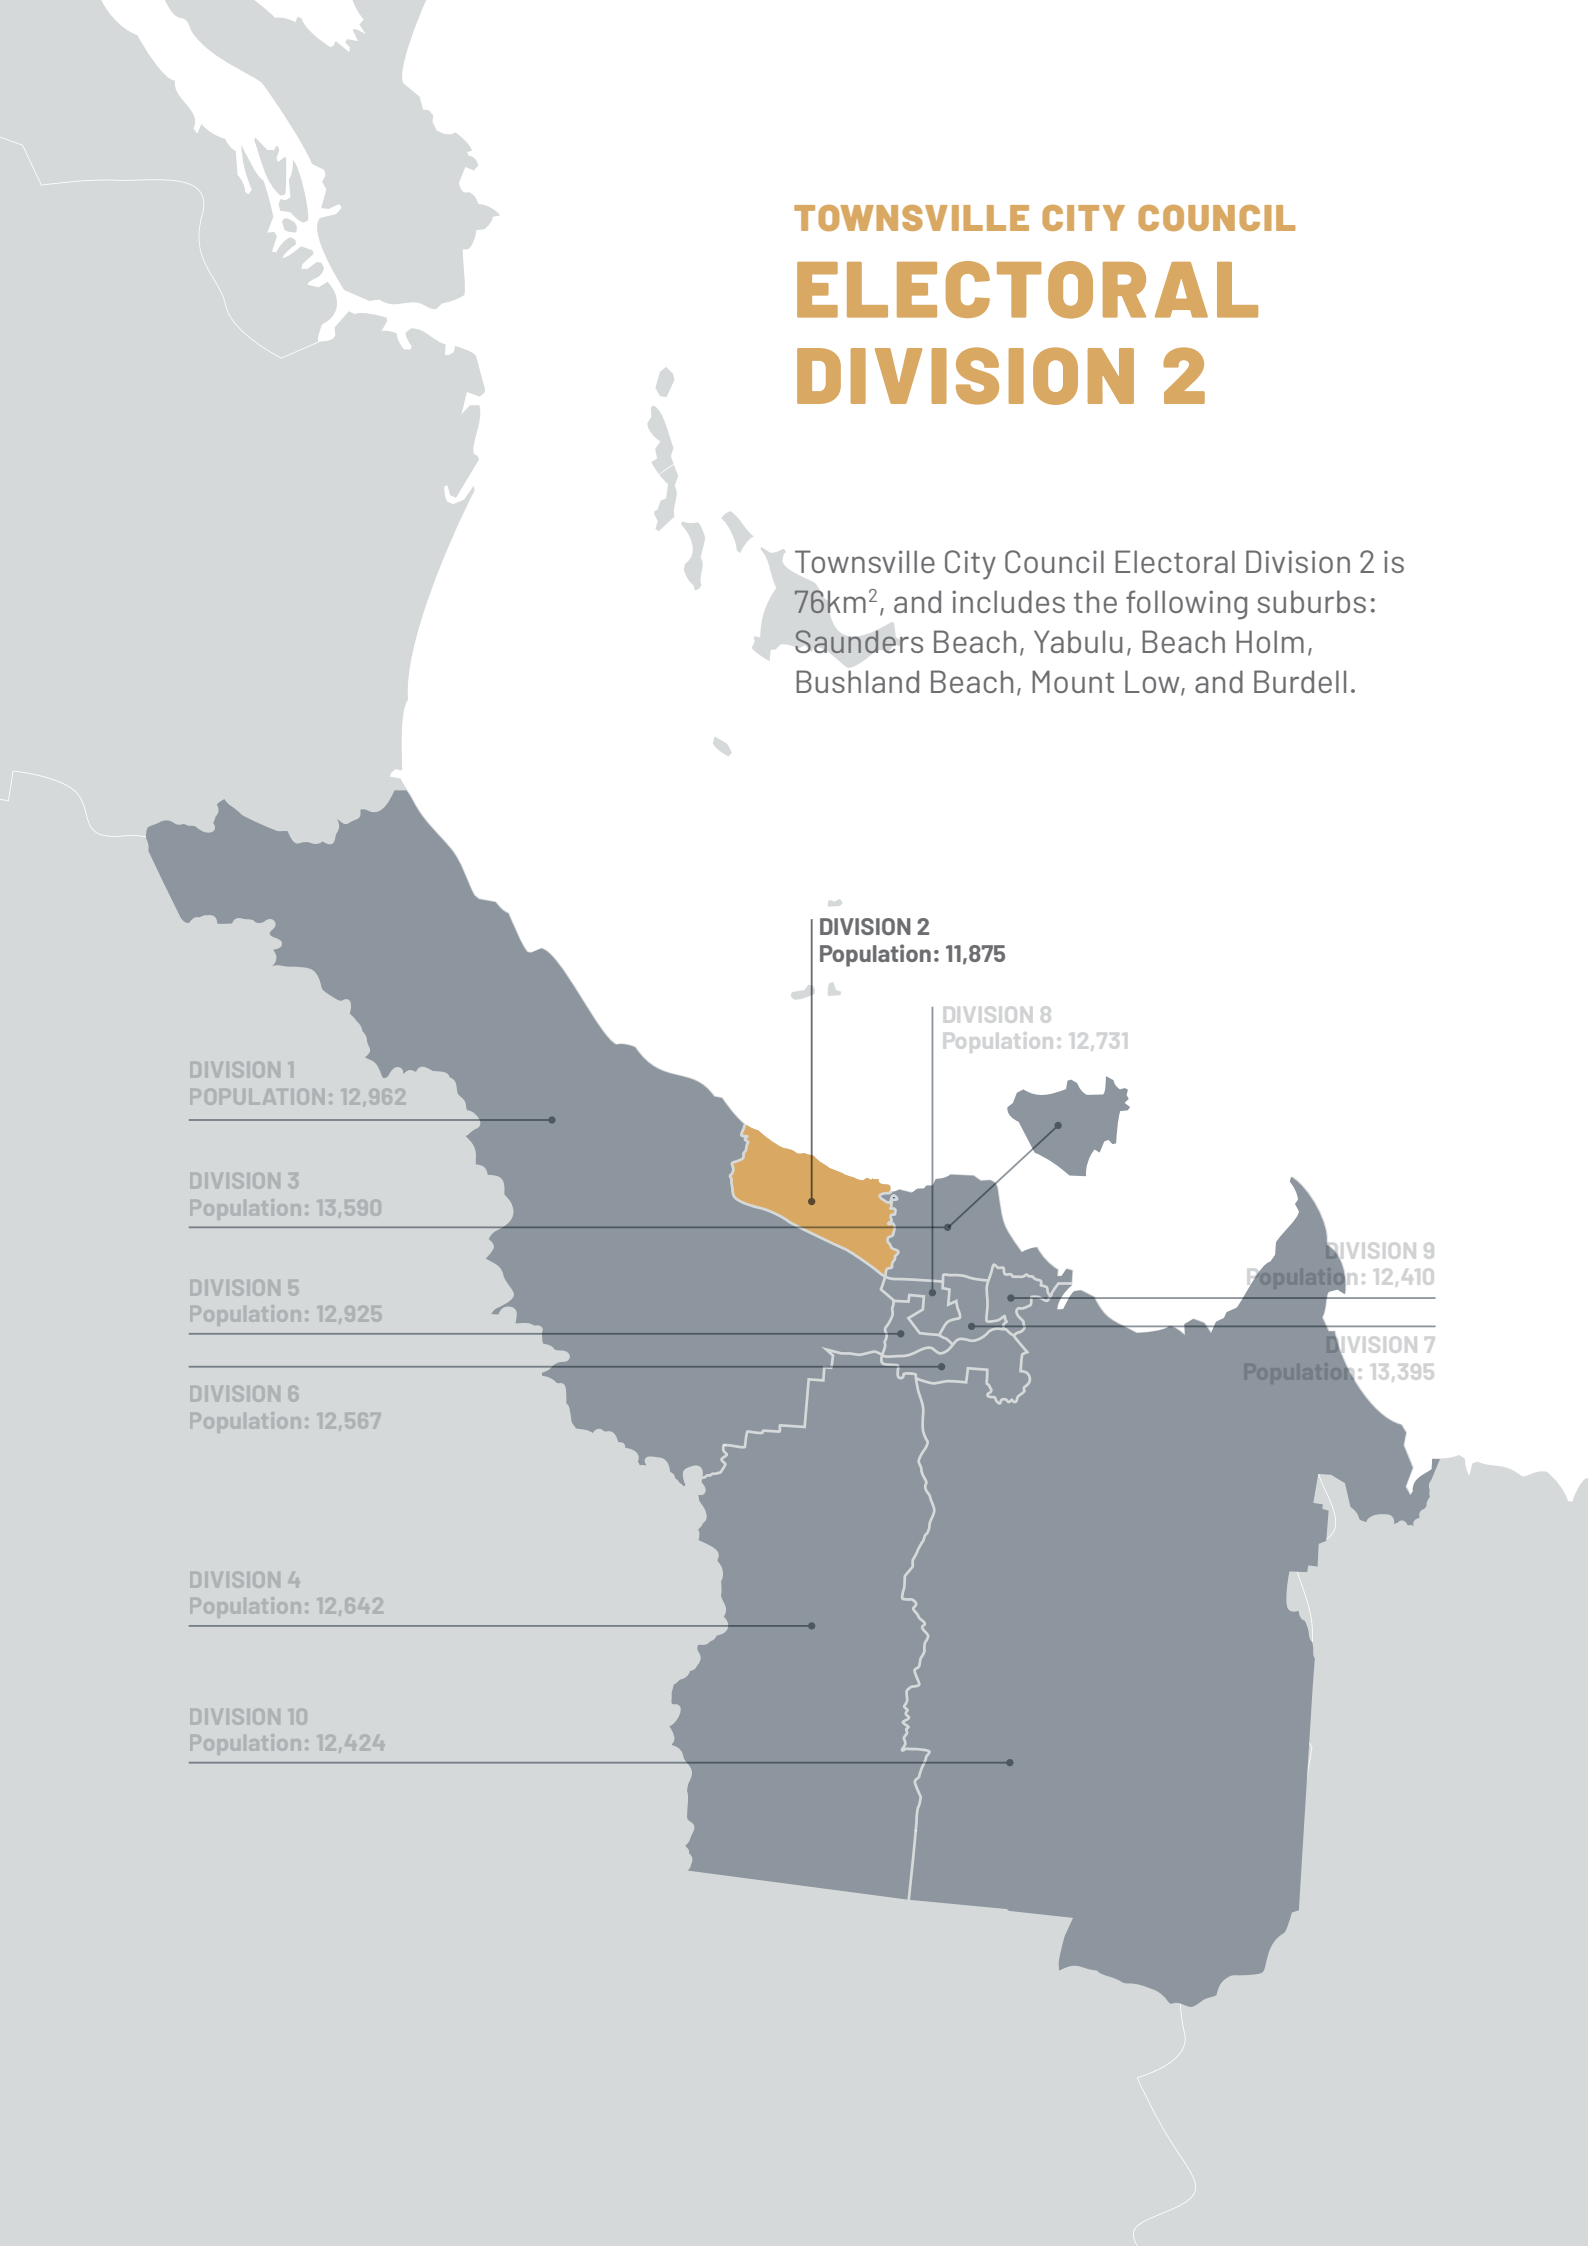 TOWNSVILLE CITY COUNCIL
ELECTORAL
DIVISION 2
Townsville City Council Electoral Division 2 is
76km², and includes the following suburbs:
Saunders Beach, Yabulu, Beach Holm,
Bushland Beach, Mount Low, and Burdell.
DIVISION 2
Population: 11,875
DIVISION 8
Population: 12,731
DIVISION 1
POPULATION: 12,962
DIVISION 3
Population: 13,590
DIVISION 9
Population: 12,410
DIVISION 5
Population: 12,925
DIVISION 7
Population: 13,395
DIVISION 6
Population: 12,567
DIVISION 4
Population: 12,642
DIVISION 10
Population: 12,424